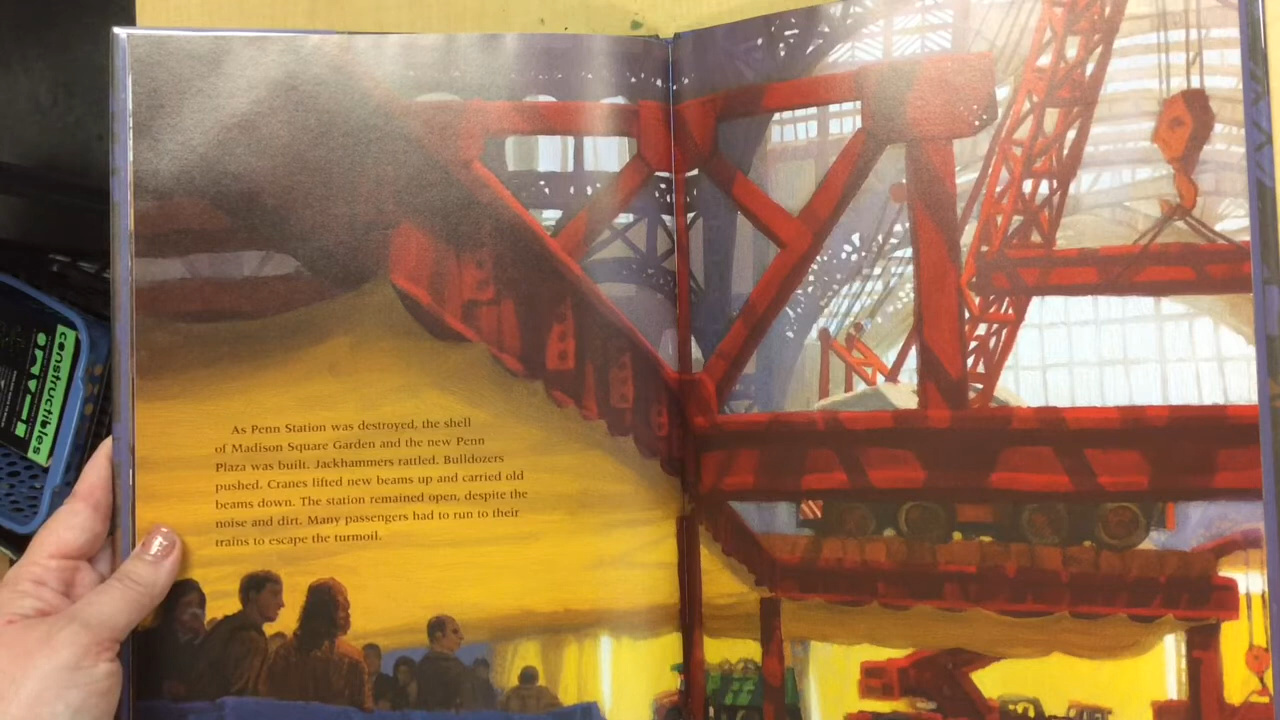 constructibles
As Penn Station was destroyed, the shell
of Madison Square Garden and the new Penn
Plaza was built. Jackhammers rattled. Bulldozers
pushed. Cranes lifted new beams up and carried old
beams down. The station remained open, despite the
noise and dirt. Many passengers had to run to their
trains to escape the turmoil.